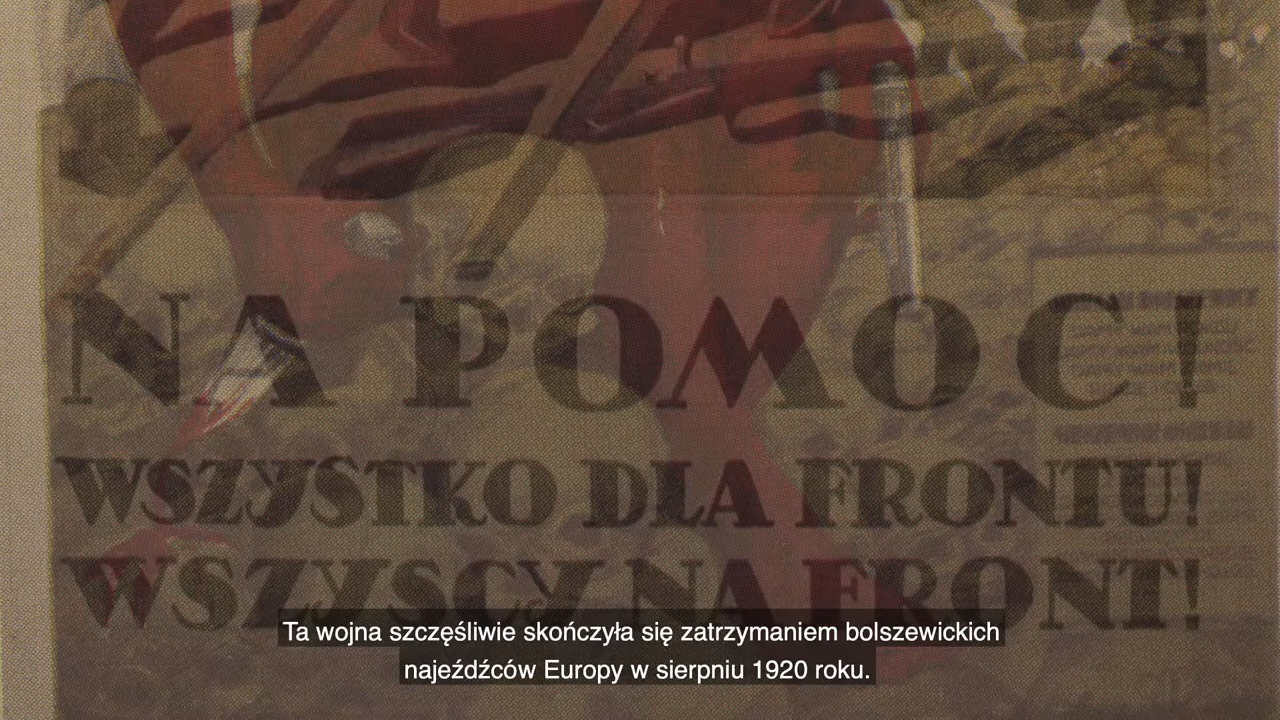 NA POMOC!
WSZYSTKO DLA FRONTU!
WSZYSCY NA FRONT!
Ta wojna szczęśliwie skończyła się zatrzymaniem bolszewickich
najeźdźców Europy w sierpniu 1920 roku.